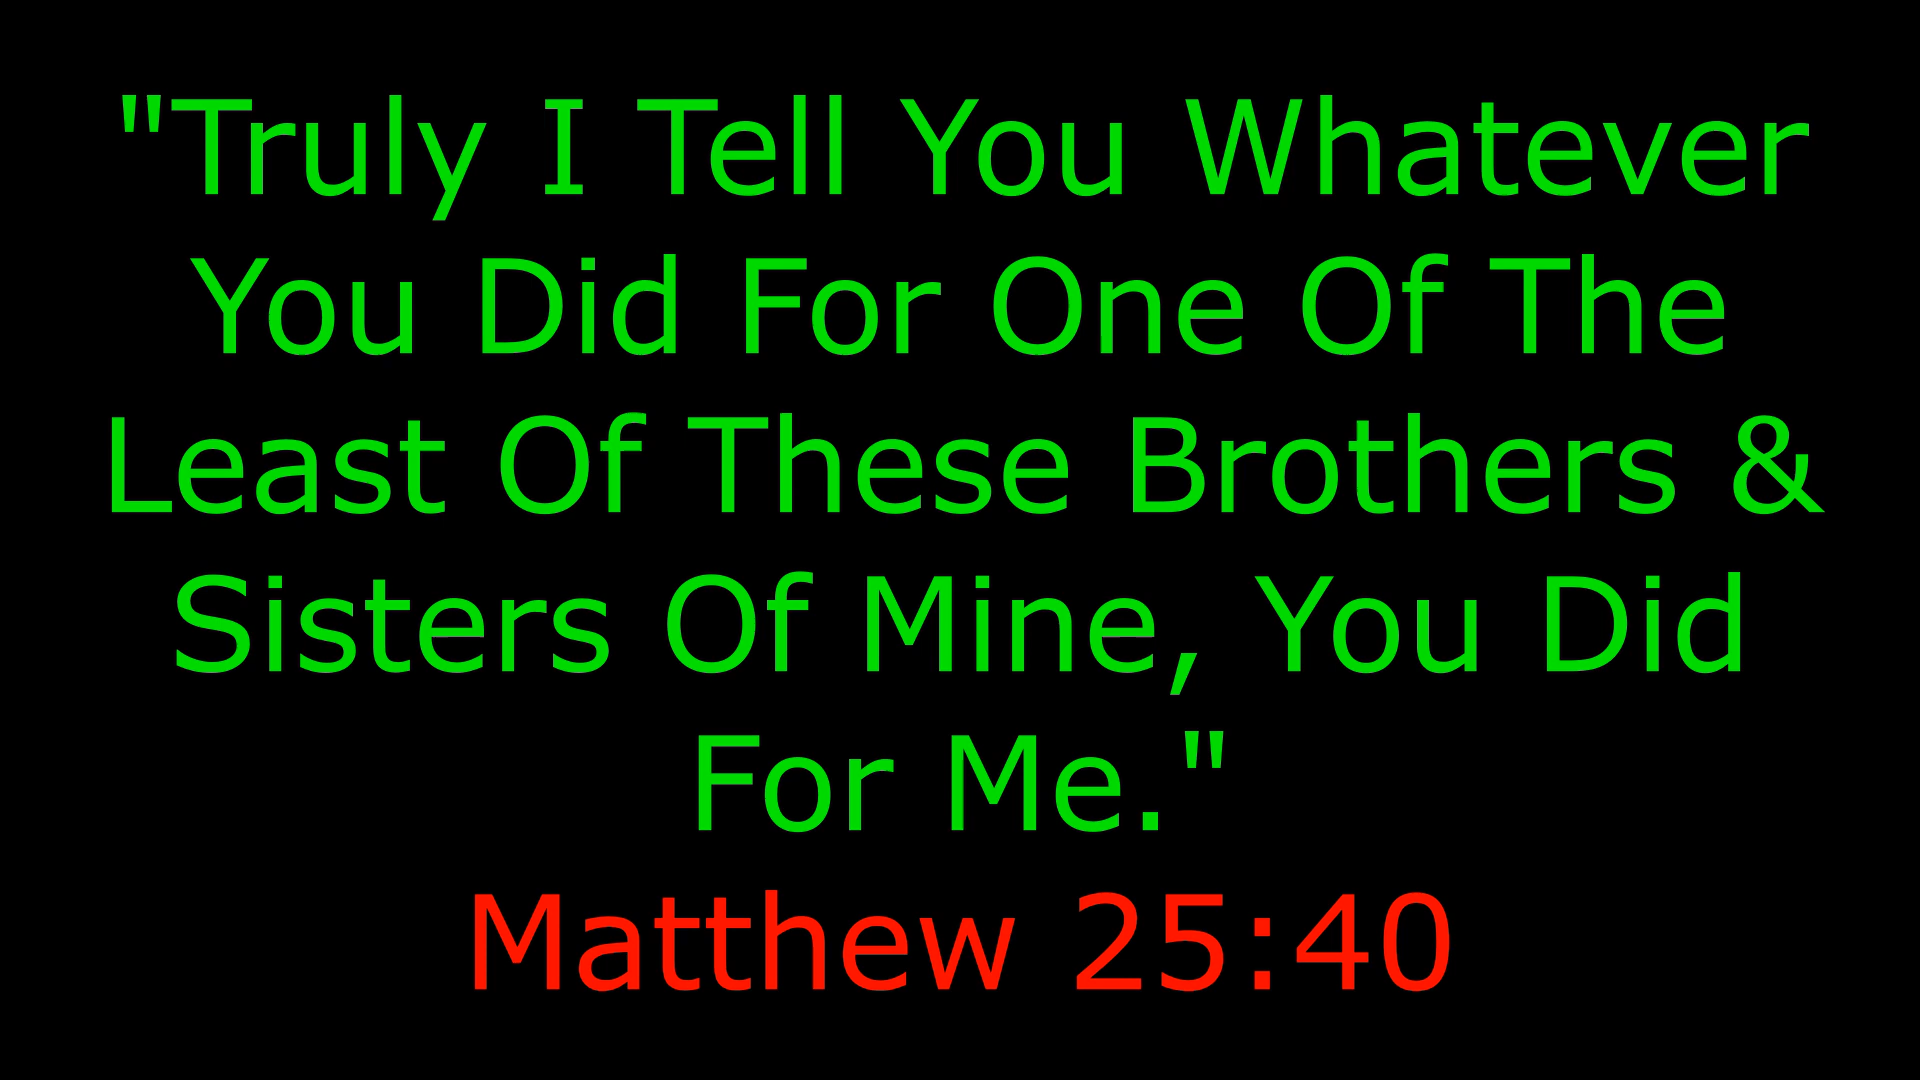 "Truly I Tell You Whatever
You Did For One Of The
Least Of These Brothers &
Sisters Of Mine, You Did
For Me."
Matthew 25:40